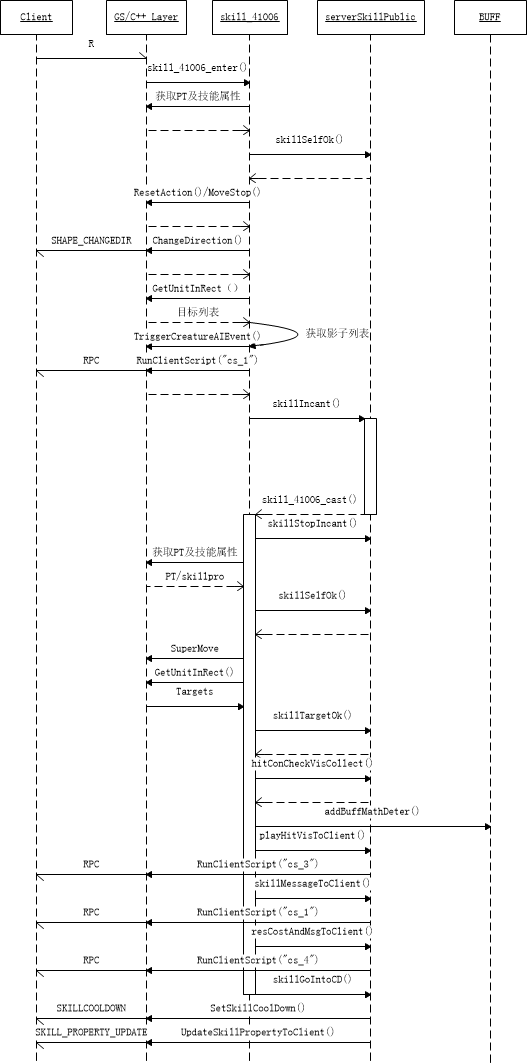 Client
GS/C++ Layer
skill_41006
serverSkillPublic
BUFF
R
skill_41006_enter()
获取PT及技能属性
skillSelfOk()
ResetAction()/MoveStop()
SHAPE_CHANGEDIR
ChangeDirection()
GetUnitInRect ()
目标列表
获取影子列表
TriggerCreatureAIEvent()
RPC
RunClientScript("cs_1")
skillIncant()
skill_41006_cast()
skillStopIncant()
获取PT及技能属性
PT/skillpro
skillSelfOk()
SuperMove
GetUnitInRect()
Targets
skillTargetOk()
hitConCheckVisCollect()
addBuffMathDeter()
playHitVisToClient()
RPC
RunClientScript("cs_3")
skillMessageToClient()
RPC
RunClientScript("cs_1")
resCostAndMsgToClient()
RPC
RunClientScript("cs_4")
skillGoIntoCD()
SKILLCOOLDOWN
SetSkillCoolDown()
SKILL_PROPERTY_UPDATE
UpdateSkillPropertyToClient()